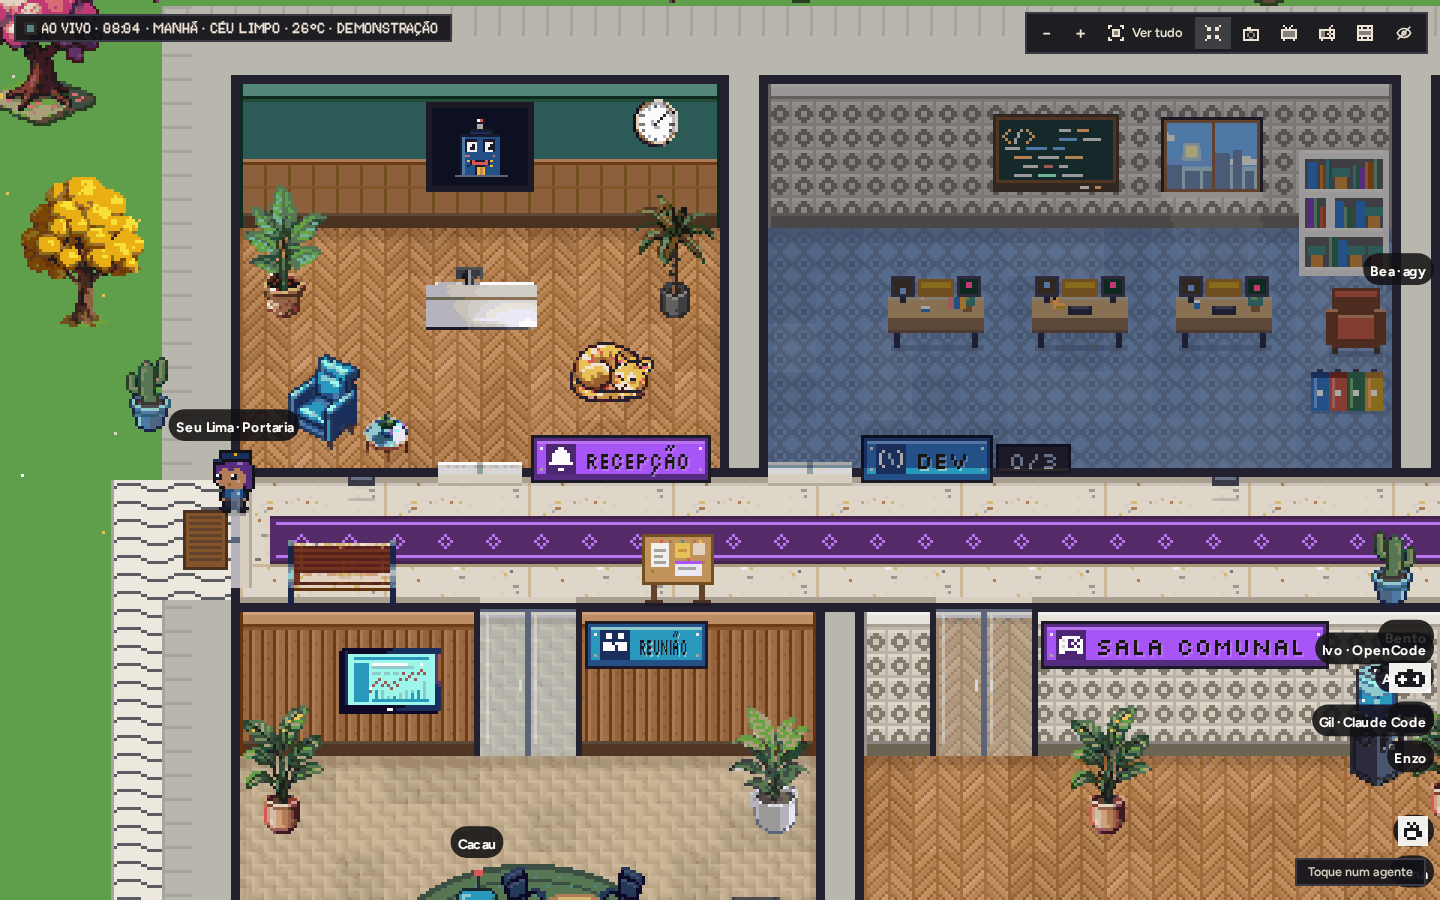 AO VIVO · 08:04 · MANHÃ · CÉU LIMPO · 26ºC · DEMONSTRAÇÃO
- + Ver tudo
Bea · agy
Seu Lima · Portaria
RECEPÇÃO
DEV
0/3
REUNIÃO
SALA COMUNAL
Bento
Ivo · OpenCode
Gil · Claude Code
Enzo
Cacau
Toque num agente